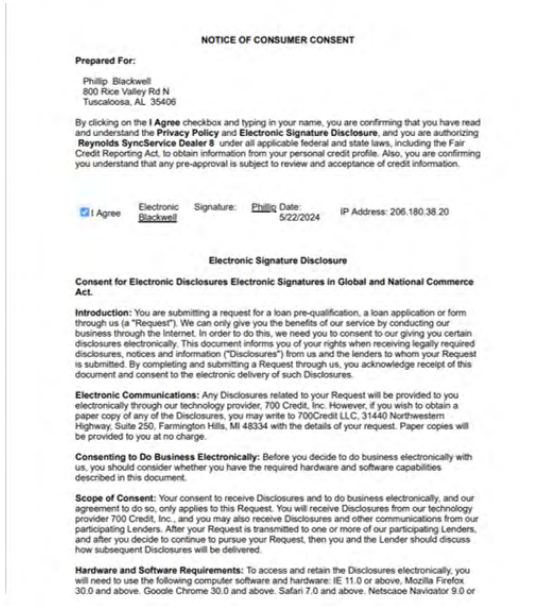 NOTICE OF CONSUMER CONSENT
Prepared For:
Phillip Blackwell
800 Rice Valley Rd N
Tuscaloosa, AL 35406
By clicking on the I Agree checkbox and typing in your name, you are confirming that you have read
and understand the Privacy Policy and Electronic Signature Disclosure, and you are authorizing
Reynolds SyncService Dealer 8 under all applicable federal and state laws, including the Fair
Credit Reporting Act, to obtain information from your personal credit profile. Also, you are confirming
you understand that any pre-approval is subject to review and acceptance of credit information.
I Agree Electronic Signature: Phillip Date: IP Address: 206.180.38.20
Blackwell 5/22/2024
Electronic Signature Disclosure
Consent for Electronic Disclosures Electronic Signatures in Global and National Commerce
Act.
Introduction: You are submitting a request for a loan pre-qualification, a loan application or form
through us (a "Request"). We can only give you the benefits of our service by conducting our
business through the Internet. In order to do this, we need you to consent to our giving you certain
disclosures electronically. This document informs you of your rights when receiving legally required
disclosures, notices and information ("Disclosures") from us and the lenders to whom your Request
is submitted. By completing and submitting a Request through us, you acknowledge receipt of this
document and consent to the electronic delivery of such Disclosures.
Electronic Communications: Any Disclosures related to your Request will be provided to you
electronically through our technology provider, 700 Credit, Inc. However, if you wish to obtain a
paper copy of any of the Disclosures, you may write to 700Credit LLC, 31440 Northwestern
Highway, Suite 250, Farmington Hills, MI 48334 with the details of your request. Paper copies will
be provided to you at no charge.
Consenting to Do Business Electronically: Before you decide to do business electronically with
us, you should consider whether you have the required hardware and software capabilities
described in this document.
Scope of Consent: Your consent to receive Disclosures and to do business electronically, and our
agreement to do so, only applies to this Request. You will receive Disclosures from our technology
provider 700 Credit, Inc., and you may also receive Disclosures and other communications from our
participating Lenders. After your Request is transmitted to one or more of our participating Lenders,
and after you decide to continue to pursue your Request, then you and the Lender should discuss
how subsequent Disclosures will be delivered.
Hardware and Software Requirements: To access and retain the Disclosures electronically, you
will need to use the following computer software and hardware: IE 11.0 or above, Mozilla Firefox
30.0 and above, Google Chrome 30.0 and above, Safari 7.0 and above, Netscape Navigator 9.0 or